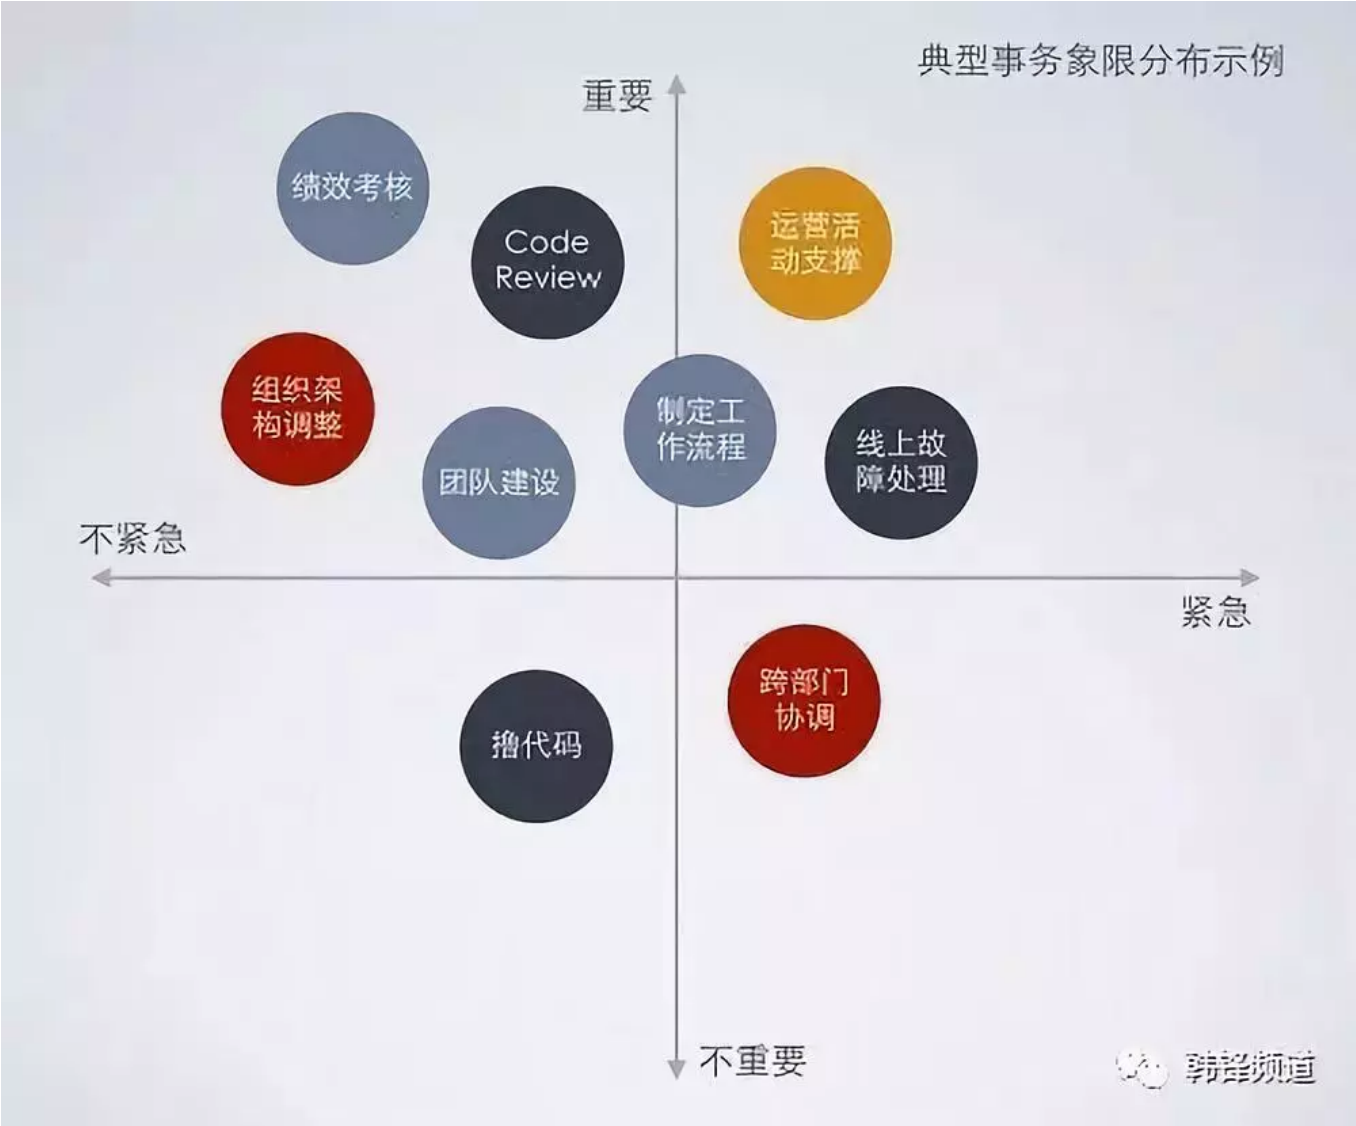 典型事务象限分布示例
重要
绩效考核
Code
Review
运营活
动支撑
组织架
构调整
团队建设
制定工
作流程
线上故
障处理
不紧急
紧急
撸代码
跨部门
协调
不重要
韩锋频道